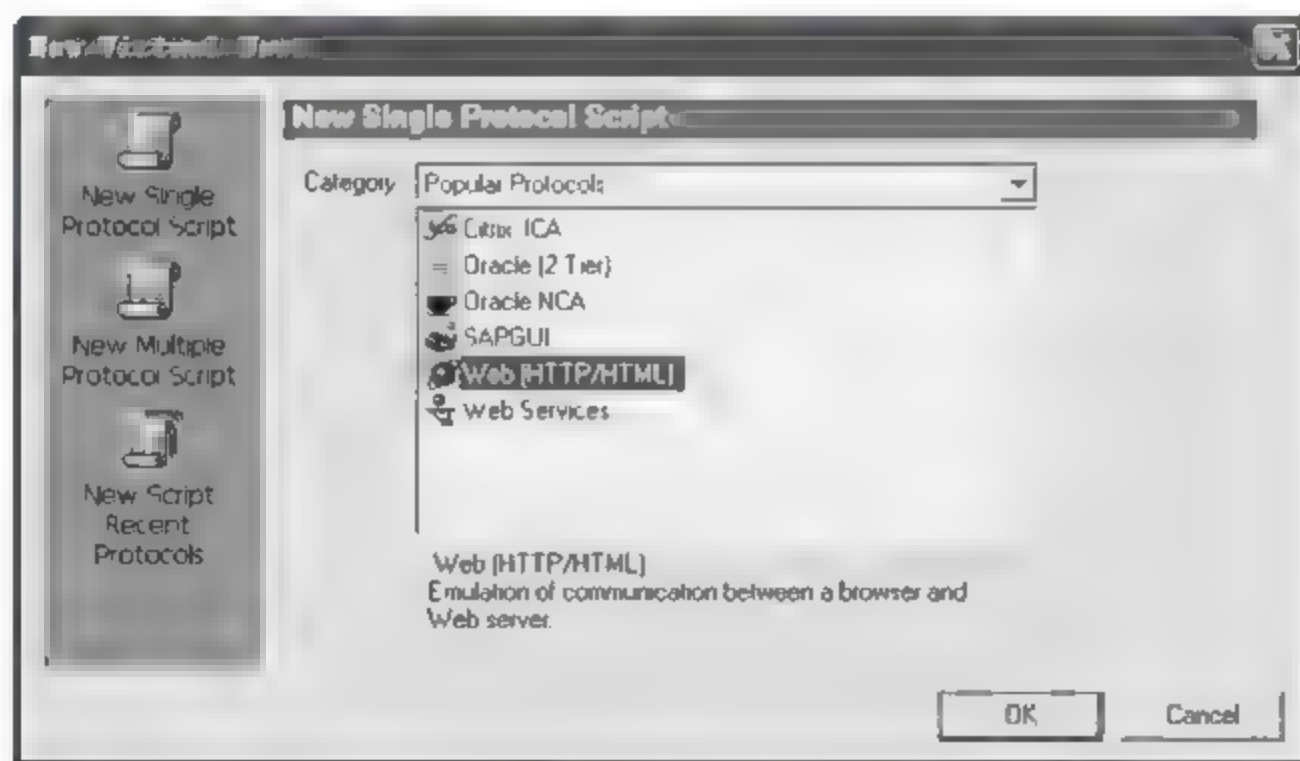 New Single Protocol Script
New Single
Protocol Script
New Multiple
Protocol Script
New Script
Recent
Protocols
Category
Popular Protocols
Citrix ICA
Oracle (2 Tier)
Oracle NCA
SAPGUI
Web (HTTP/HTML)
Web Services
Web (HTTP/HTML)
Emulation of communication between a browser and
Web server.
OK
Cancel